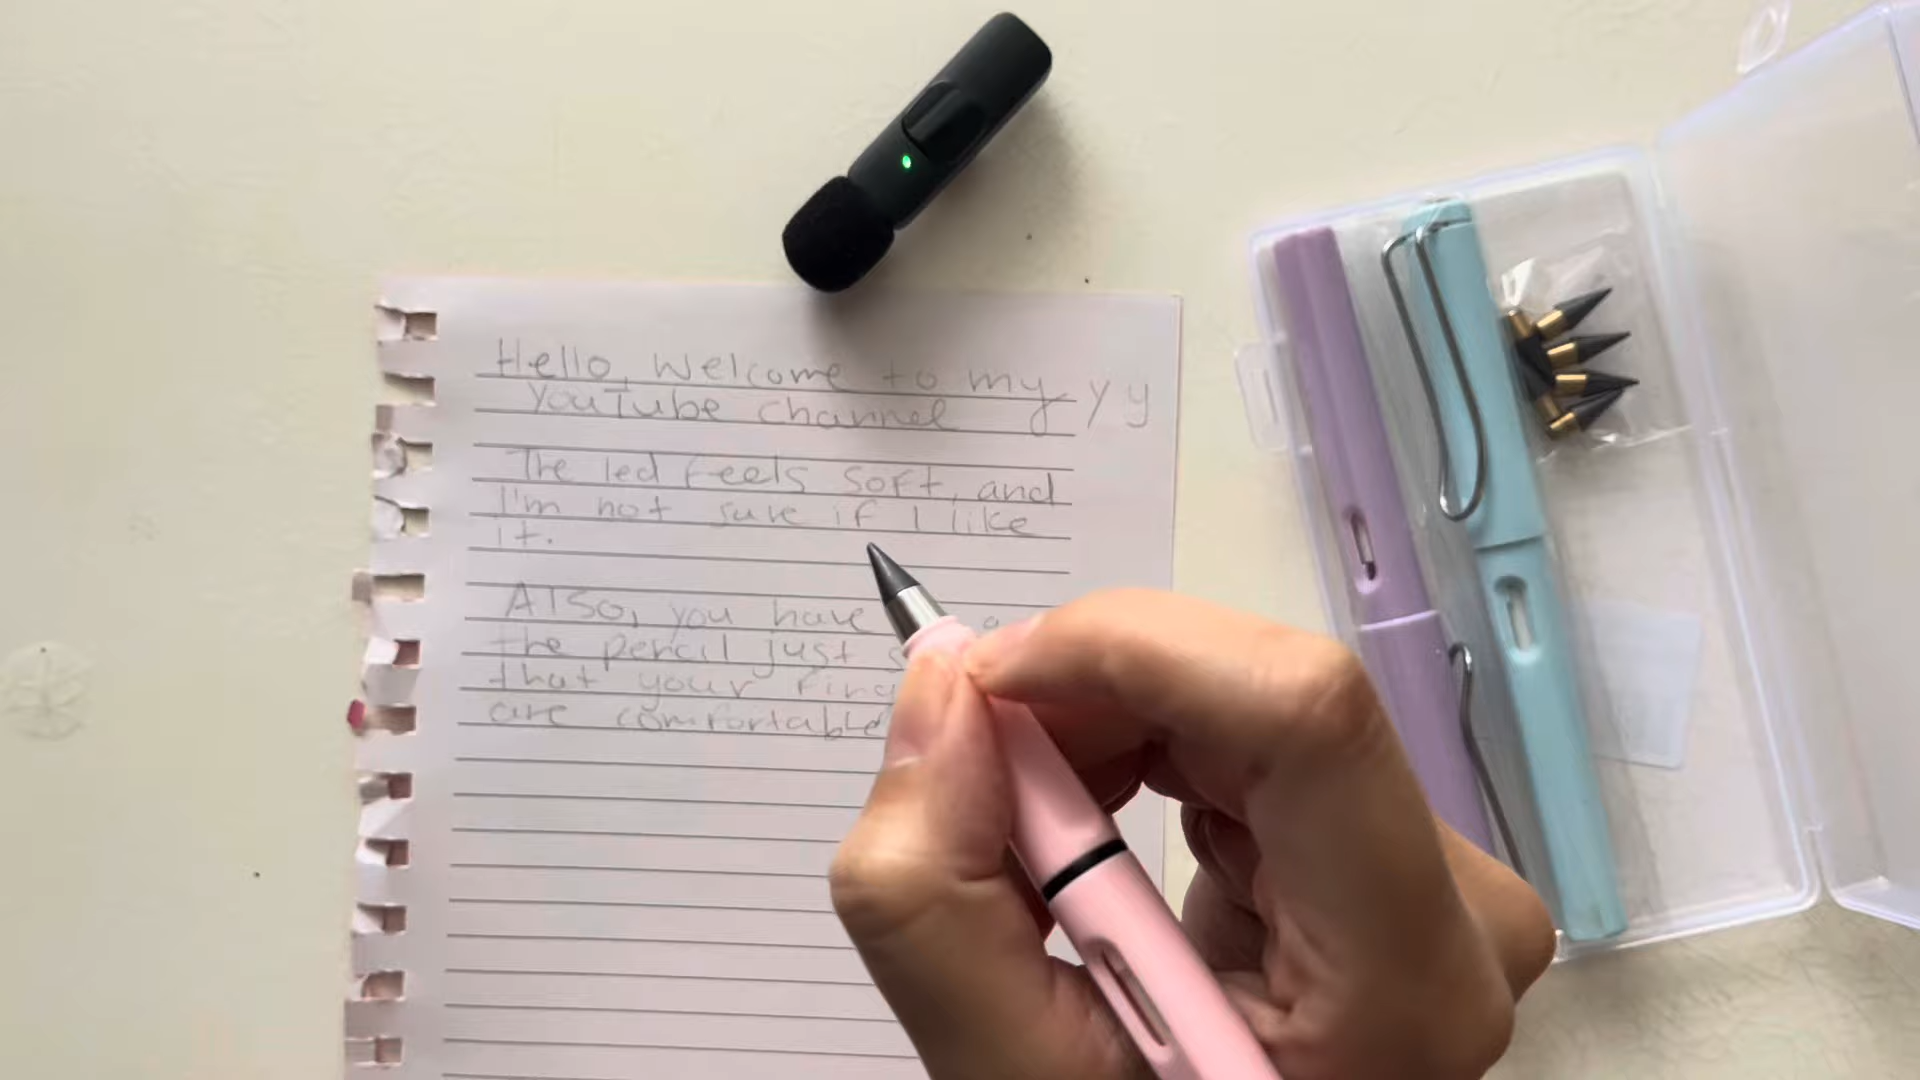 Hello, Welcome to my y y
YouTube channel y
The led feels soft, and
I'm not sure if I like
it.
Also, you have a
the pencil just s
that your fing
are comfortable